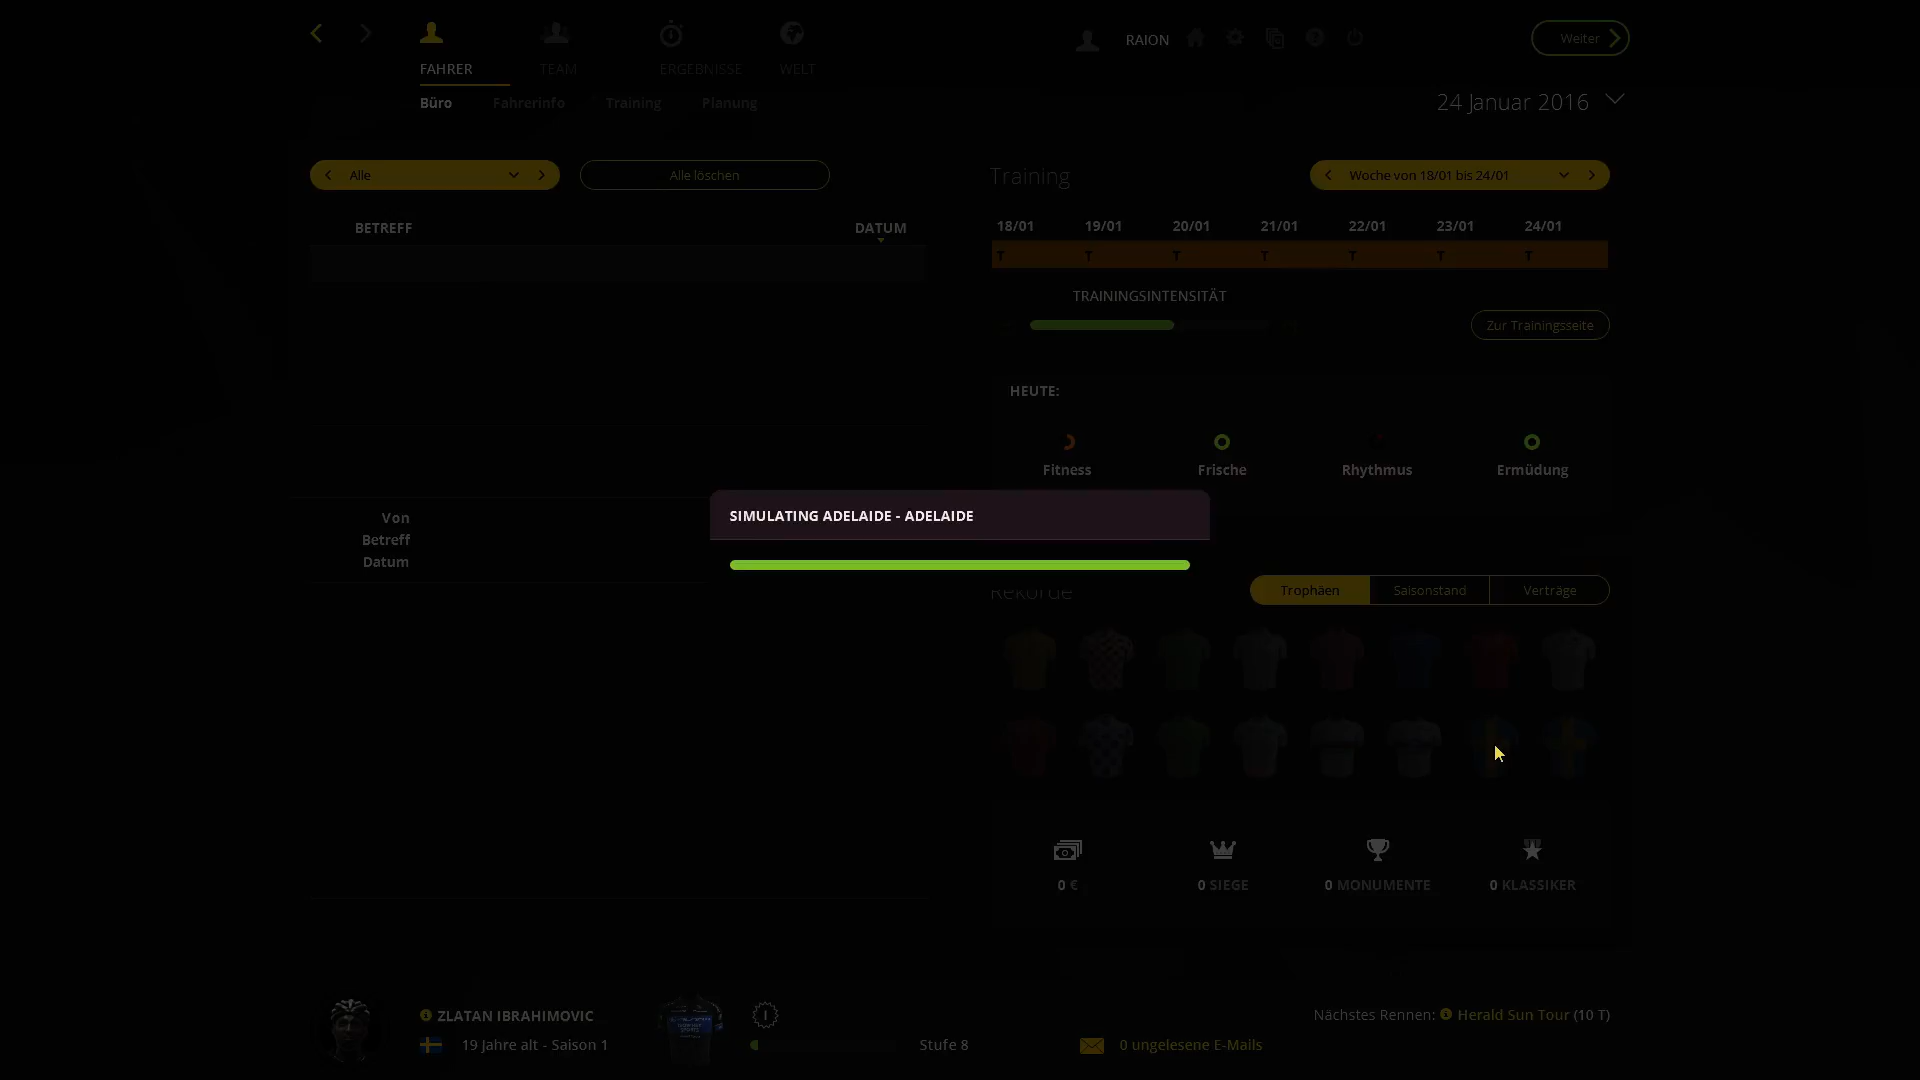 RAION
Weiter
FAHRER
TEAM
ERGEBNISSE
WELT
Büro
Fahrerinfo
Training
Planung
24 Januar 2016
Alle
Alle löschen
Training
Woche von 18/01 bis 24/01
BETREFF
DATUM
18/01
19/01
20/01
21/01
22/01
23/01
24/01
T
T
T
T
T
T
T
TRAININGSINTENSITÄT
Zur Trainingsseite
HEUTE:
Fitness
Frische
Rhythmus
Ermüdung
SIMULATING ADELAIDE - ADELAIDE
Von
Betreff
Datum
Rekorde
Trophäen
Saisonstand
Verträge
0 €
0 SIEGE
0 MONUMENTE
0 KLASSIKER
ZLATAN IBRAHIMOVIC
19 Jahre alt - Saison 1
I
Stufe 8
0 ungelesene E-Mails
Nächstes Rennen: Herald Sun Tour (10 T)